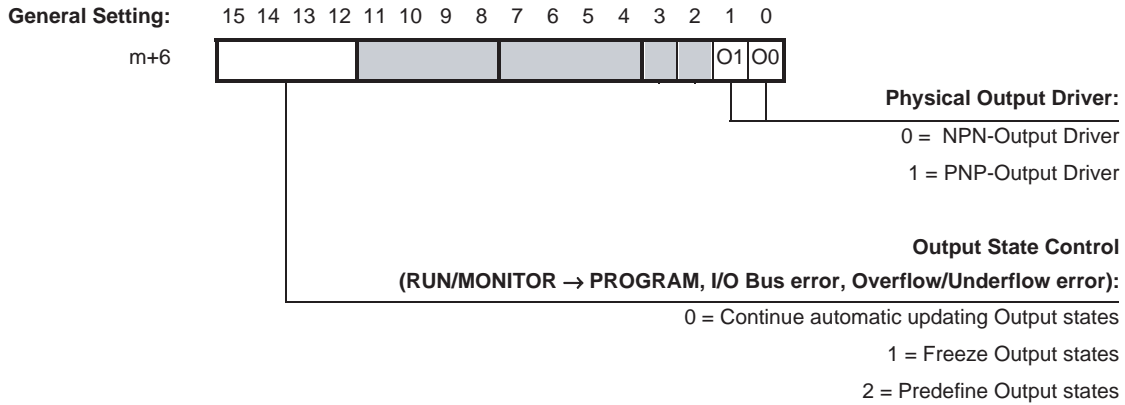 General Setting: 15 14 13 12 11 10 9 8 7 6 5 4 3 2 1 0
m+6 O1 O0
Physical Output Driver:
0 = NPN-Output Driver
1 = PNP-Output Driver
Output State Control
(RUN/MONITOR → PROGRAM, I/O Bus error, Overflow/Underflow error):
0 = Continue automatic updating Output states
1 = Freeze Output states
2 = Predefine Output states